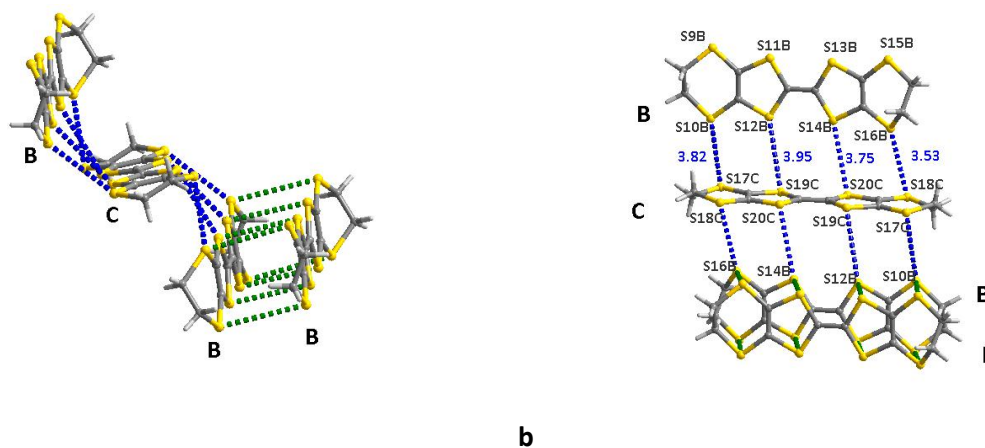 B
C
B
B
S9B S11B S13B S15B
B
S10B S12B S14B S16B
3.82 3.95 3.75 3.53
S17C S19C S20C S18C
C
S18C S20C S19C S17C
S16B S14B S12B S10B
B
b